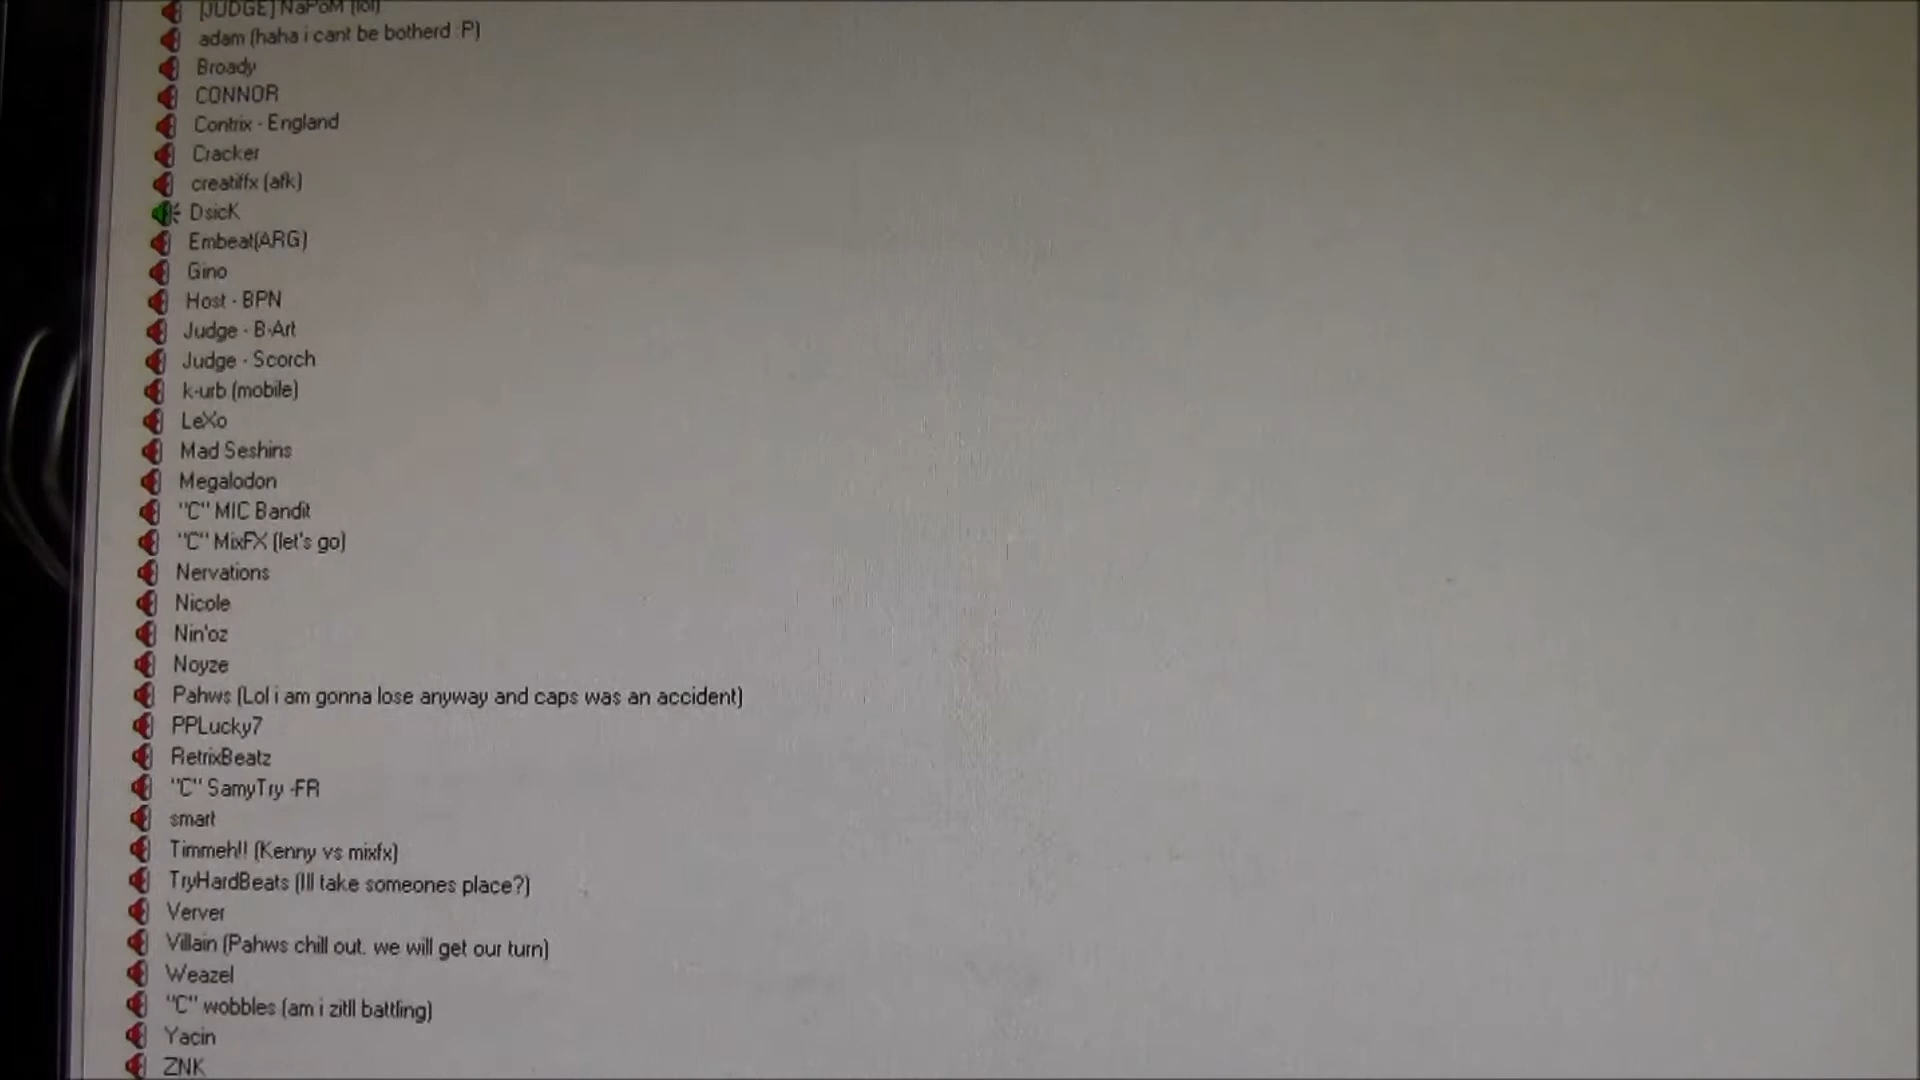 [JUDGE] NaPoM (lol)
adam (haha i cant be botherd :P)
Broady
CONNOR
Contrix - England
Cracker
creatiffx (afk)
DsicK
Embeat(ARG)
Gino
Host - BPN
Judge - B-Art
Judge - Scorch
k-urb (mobile)
LeXo
Mad Seshins
Megalodon
"C" MIC Bandit
"C" MixFX (let's go)
Nervations
Nicole
Nin'oz
Noyze
Pahws (Lol i am gonna lose anyway and caps was an accident)
PPLucky7
RetrixBeatz
"C" SamyTry -FR
smart
Timmeh!! (Kenny vs mixfx)
TryHardBeats (Ill take someones place?)
Verver
Villain (Pahws chill out. we will get our turn)
Weazel
"C" wobbles (am i zitll battling)
Yacin
ZNK